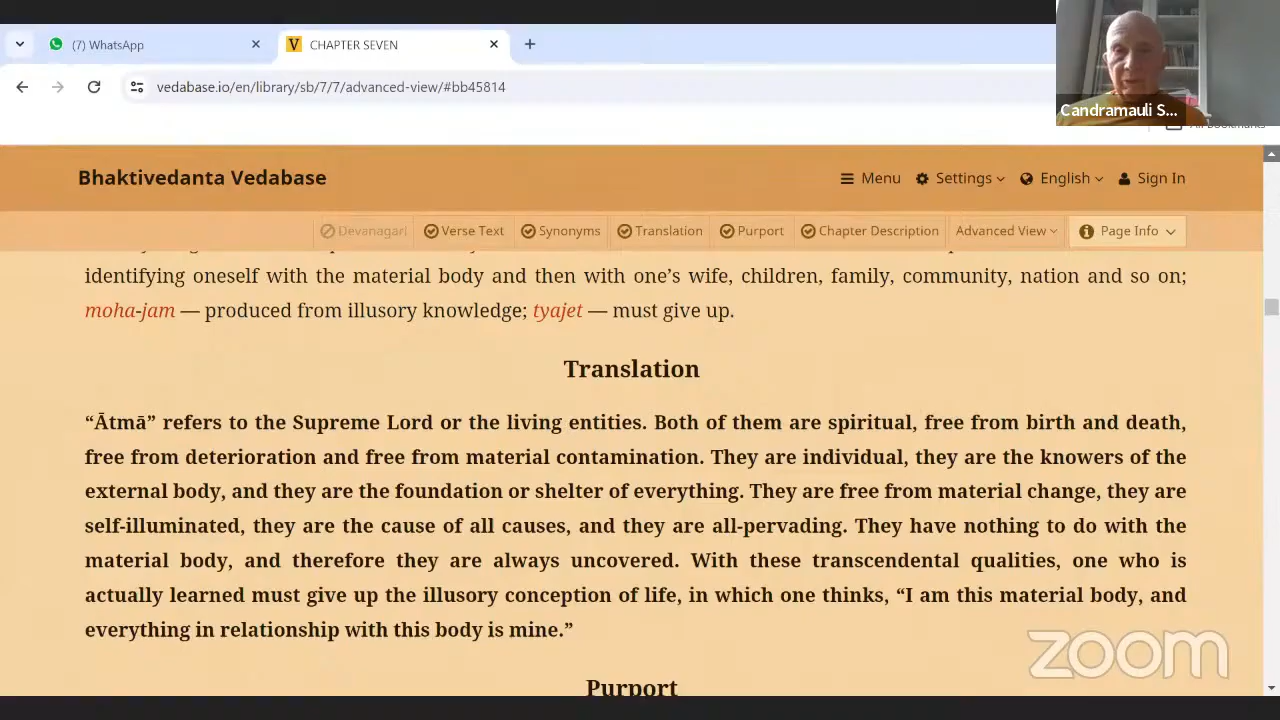 (7) WhatsApp
CHAPTER SEVEN
vedabase.io/en/library/sb/7/7/advanced-view/#bb45814
Candramauli S...
All Bookmarks
Bhaktivedanta Vedabase
Menu Settings English Sign In
Devanagari Verse Text Synonyms Translation Purport Chapter Description Advanced View Page Info
identifying oneself with the material body and then with one’s wife, children, family, community, nation and so on;
moha-jam — produced from illusory knowledge; tyajet — must give up.
Translation
“Ātmā” refers to the Supreme Lord or the living entities. Both of them are spiritual, free from birth and death,
free from deterioration and free from material contamination. They are individual, they are the knowers of the
external body, and they are the foundation or shelter of everything. They are free from material change, they are
self-illuminated, they are the cause of all causes, and they are all-pervading. They have nothing to do with the
material body, and therefore they are always uncovered. With these transcendental qualities, one who is
actually learned must give up the illusory conception of life, in which one thinks, “I am this material body, and
everything in relationship with this body is mine.”
zoom
Purport